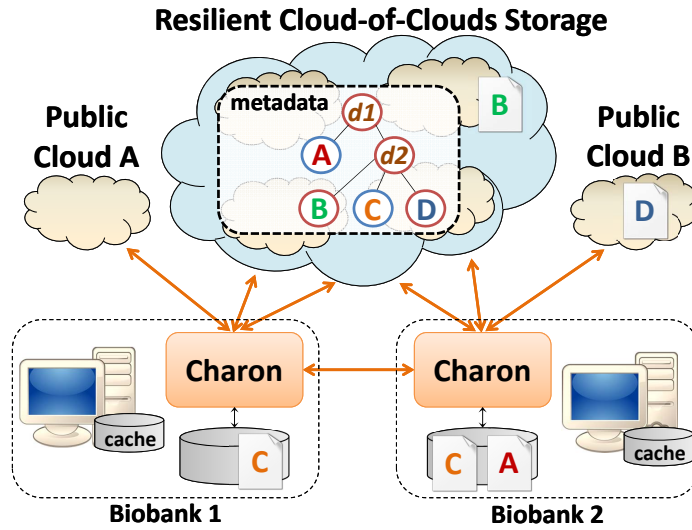 Resilient Cloud-of-Clouds Storage
Public
Cloud A
metadata
d1
A
d2
B
C
D
B
Public
Cloud B
D
Charon
cache
C
Biobank 1
Charon
cache
C
A
Biobank 2